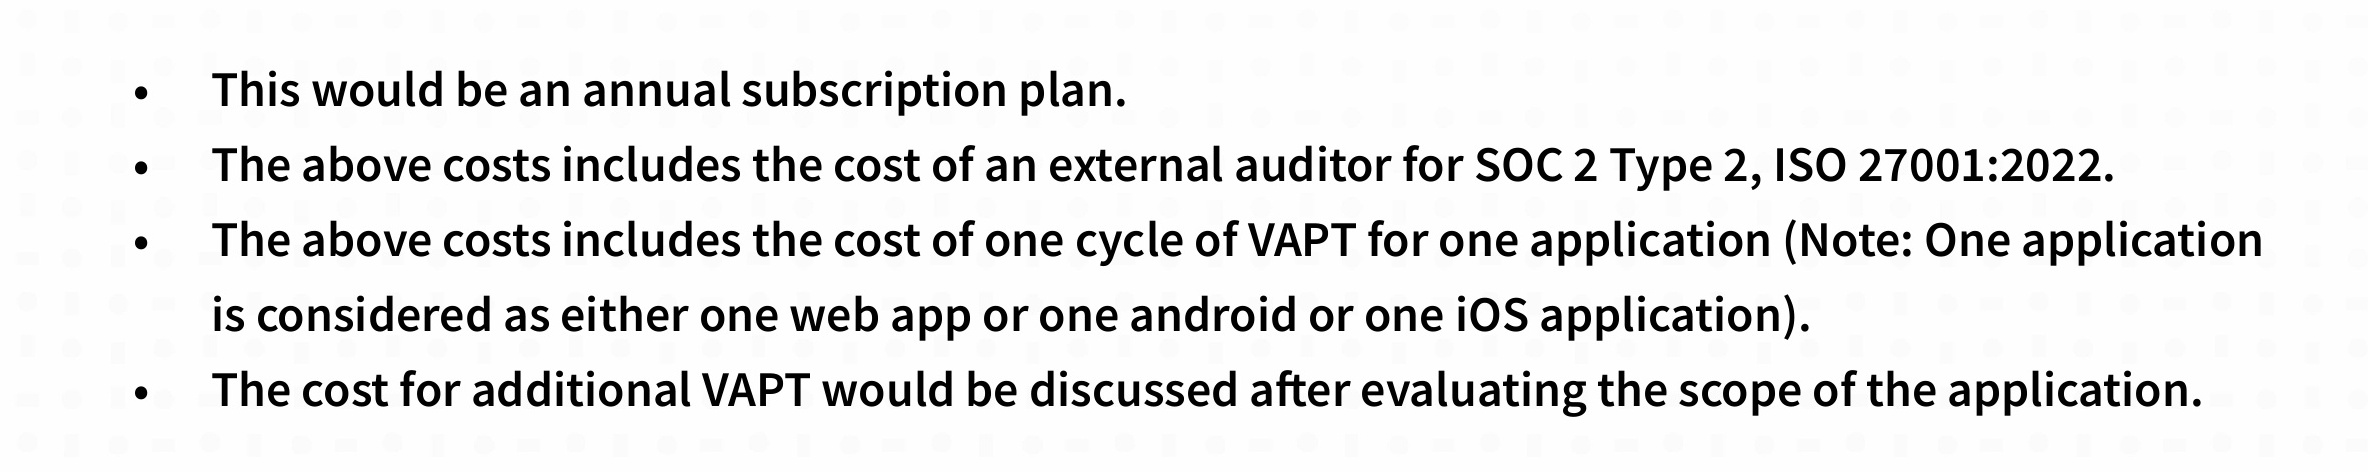 • This would be an annual subscription plan.
• The above costs includes the cost of an external auditor for SOC 2 Type 2, ISO 27001:2022.
• The above costs includes the cost of one cycle of VAPT for one application (Note: One application
is considered as either one web app or one android or one iOS application).
• The cost for additional VAPT would be discussed after evaluating the scope of the application.